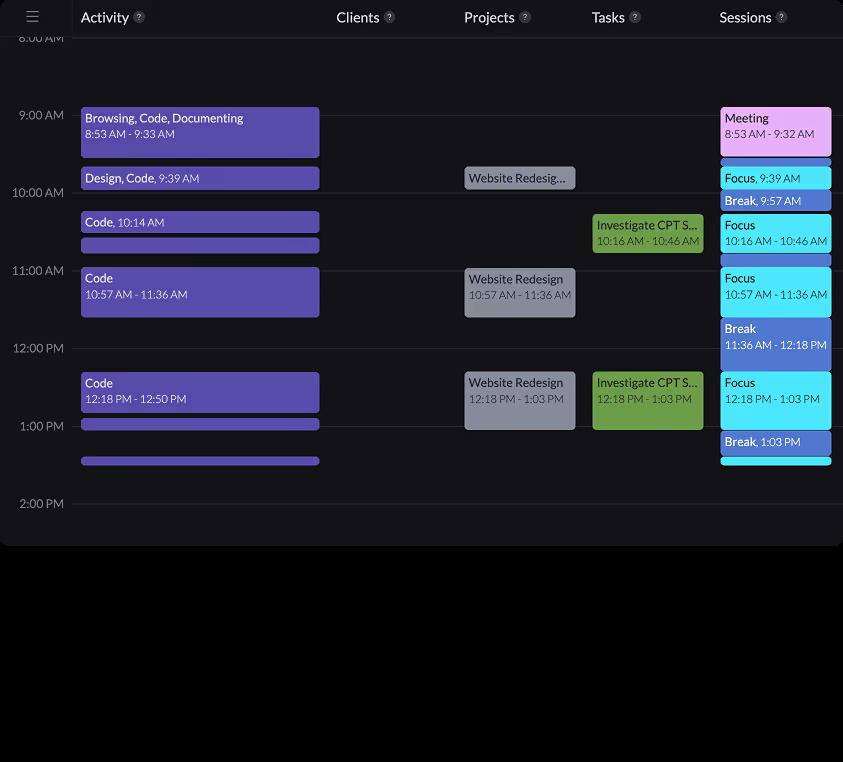 Activity ?
Clients ?
Projects ?
Tasks ?
Sessions ?
8:00 AM
9:00 AM
Browsing, Code, Documenting
8:53 AM - 9:33 AM
Meeting
8:53 AM - 9:32 AM
Design, Code, 9:39 AM
Website Redesig...
Focus, 9:39 AM
10:00 AM
Break, 9:57 AM
Code, 10:14 AM
Investigate CPT S...
10:16 AM - 10:46 AM
Focus
10:16 AM - 10:46 AM
11:00 AM
Code
10:57 AM - 11:36 AM
Website Redesign
10:57 AM - 11:36 AM
Focus
10:57 AM - 11:36 AM
Break
11:36 AM - 12:18 PM
12:00 PM
Code
12:18 PM - 12:50 PM
Website Redesign
12:18 PM - 1:03 PM
Investigate CPT S...
12:18 PM - 1:03 PM
Focus
12:18 PM - 1:03 PM
1:00 PM
Break, 1:03 PM
2:00 PM